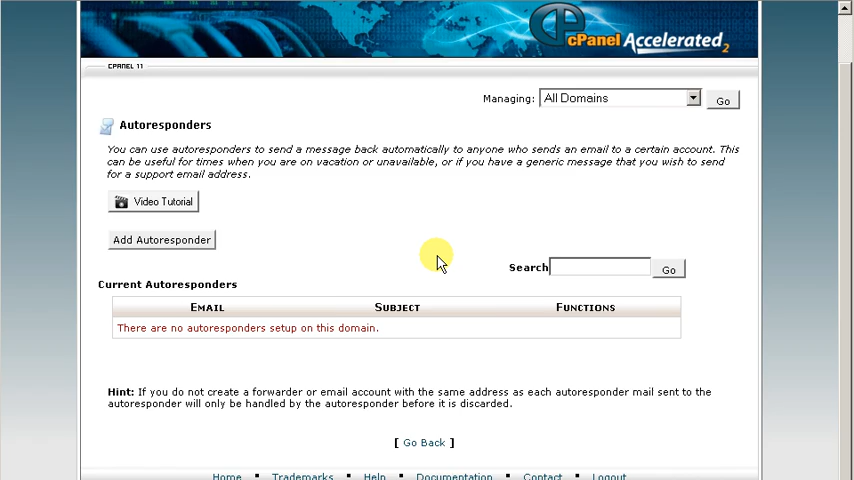 cPanel Accelerated2
CPANEL 11
Managing: All Domains Go
Autoresponders
You can use autoresponders to send a message back automatically to anyone who sends an email to a certain account. This
can be useful for times when you are on vacation or unavailable, or if you have a generic message that you wish to send
for a support email address.
Video Tutorial
Add Autoresponder
Search Go
Current Autoresponders
EMAIL SUBJECT FUNCTIONS
There are no autoresponders setup on this domain.
Hint: If you do not create a forwarder or email account with the same address as each autoresponder mail sent to the
autoresponder will only be handled by the autoresponder before it is discarded.
[ Go Back ]
Home ▪ Trademarks ▪ Help ▪ Documentation ▪ Contact ▪ Logout